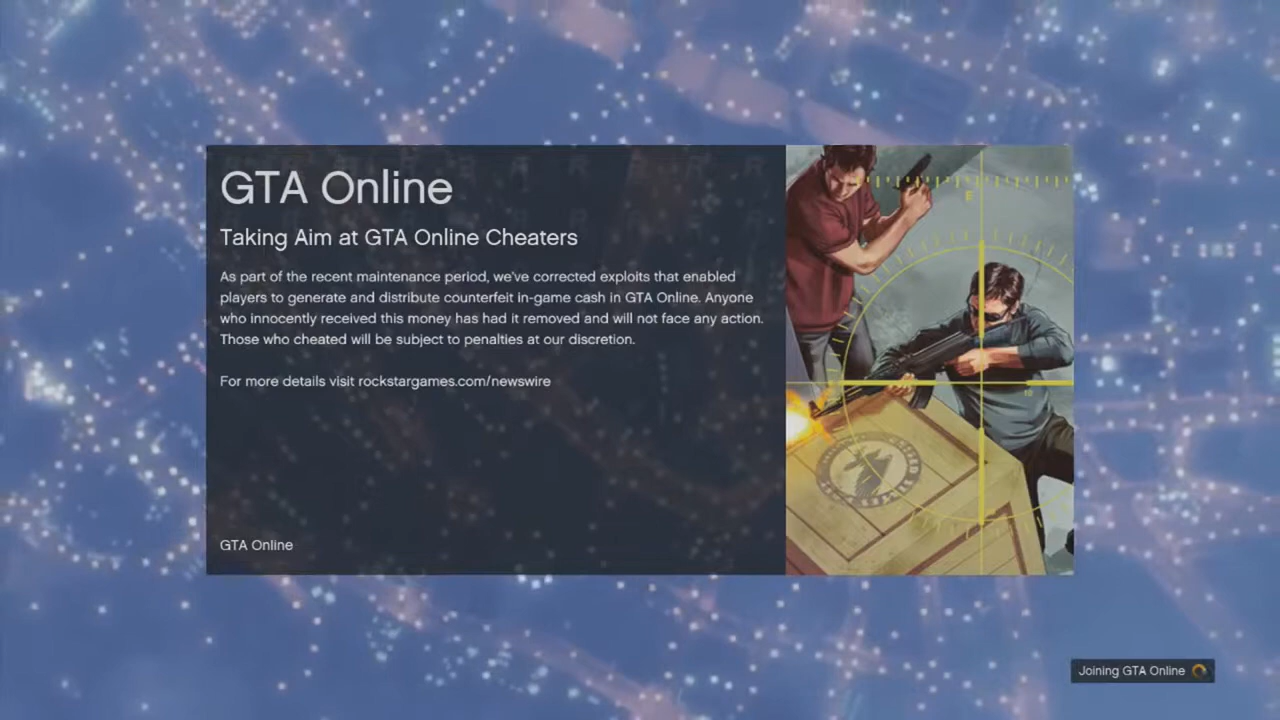 GTA Online
Taking Aim at GTA Online Cheaters
As part of the recent maintenance period, we've corrected exploits that enabled
players to generate and distribute counterfeit in-game cash in GTA Online. Anyone
who innocently received this money has had it removed and will not face any action.
Those who cheated will be subject to penalties at our discretion.
For more details visit rockstargames.com/newswire
GTA Online
E
10
Joining GTA Online